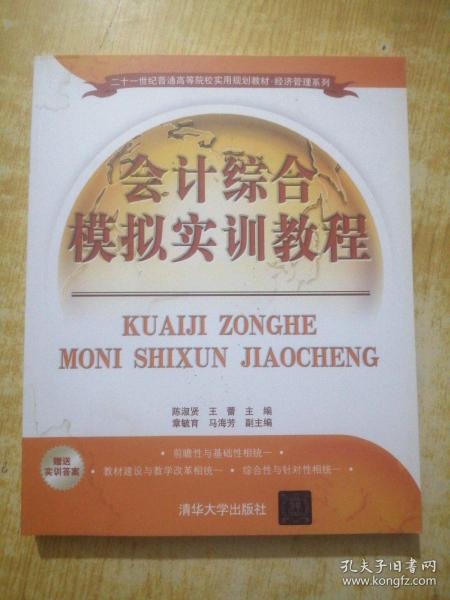 二十一世纪普通高等院校实用规划教材·经济管理系列
会计综合
模拟实训教程
KUAIJI ZONGHE
MONI SHIXUN JIAOCHENG
陈淑贤 王 蕾 主 编
章毓育 马海芳 副主编
赠送
实训答案
· 前瞻性与基础性相统一 ·
· 教材建设与教学改革相统一 · 综合性与针对性相统一 ·
清华大学出版社
孔夫子旧书网
www.kongfz.com